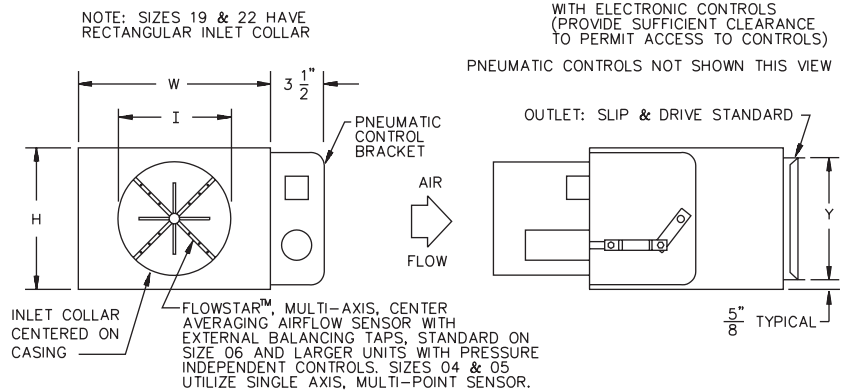 NOTE: SIZES 19 & 22 HAVE
RECTANGULAR INLET COLLAR
WITH ELECTRONIC CONTROLS
(PROVIDE SUFFICIENT CLEARANCE
TO PERMIT ACCESS TO CONTROLS)
PNEUMATIC CONTROLS NOT SHOWN THIS VIEW
W
3 1/2"
I
PNEUMATIC
CONTROL
BRACKET
OUTLET: SLIP & DRIVE STANDARD
H
AIR
FLOW
Y
INLET COLLAR
CENTERED ON
CASING
FLOWSTAR™, MULTI-AXIS, CENTER
AVERAGING AIRFLOW SENSOR WITH
EXTERNAL BALANCING TAPS, STANDARD ON
SIZE 06 AND LARGER UNITS WITH PRESSURE
INDEPENDENT CONTROLS. SIZES 04 & 05
UTILIZE SINGLE AXIS, MULTI-POINT SENSOR.
5/8" TYPICAL